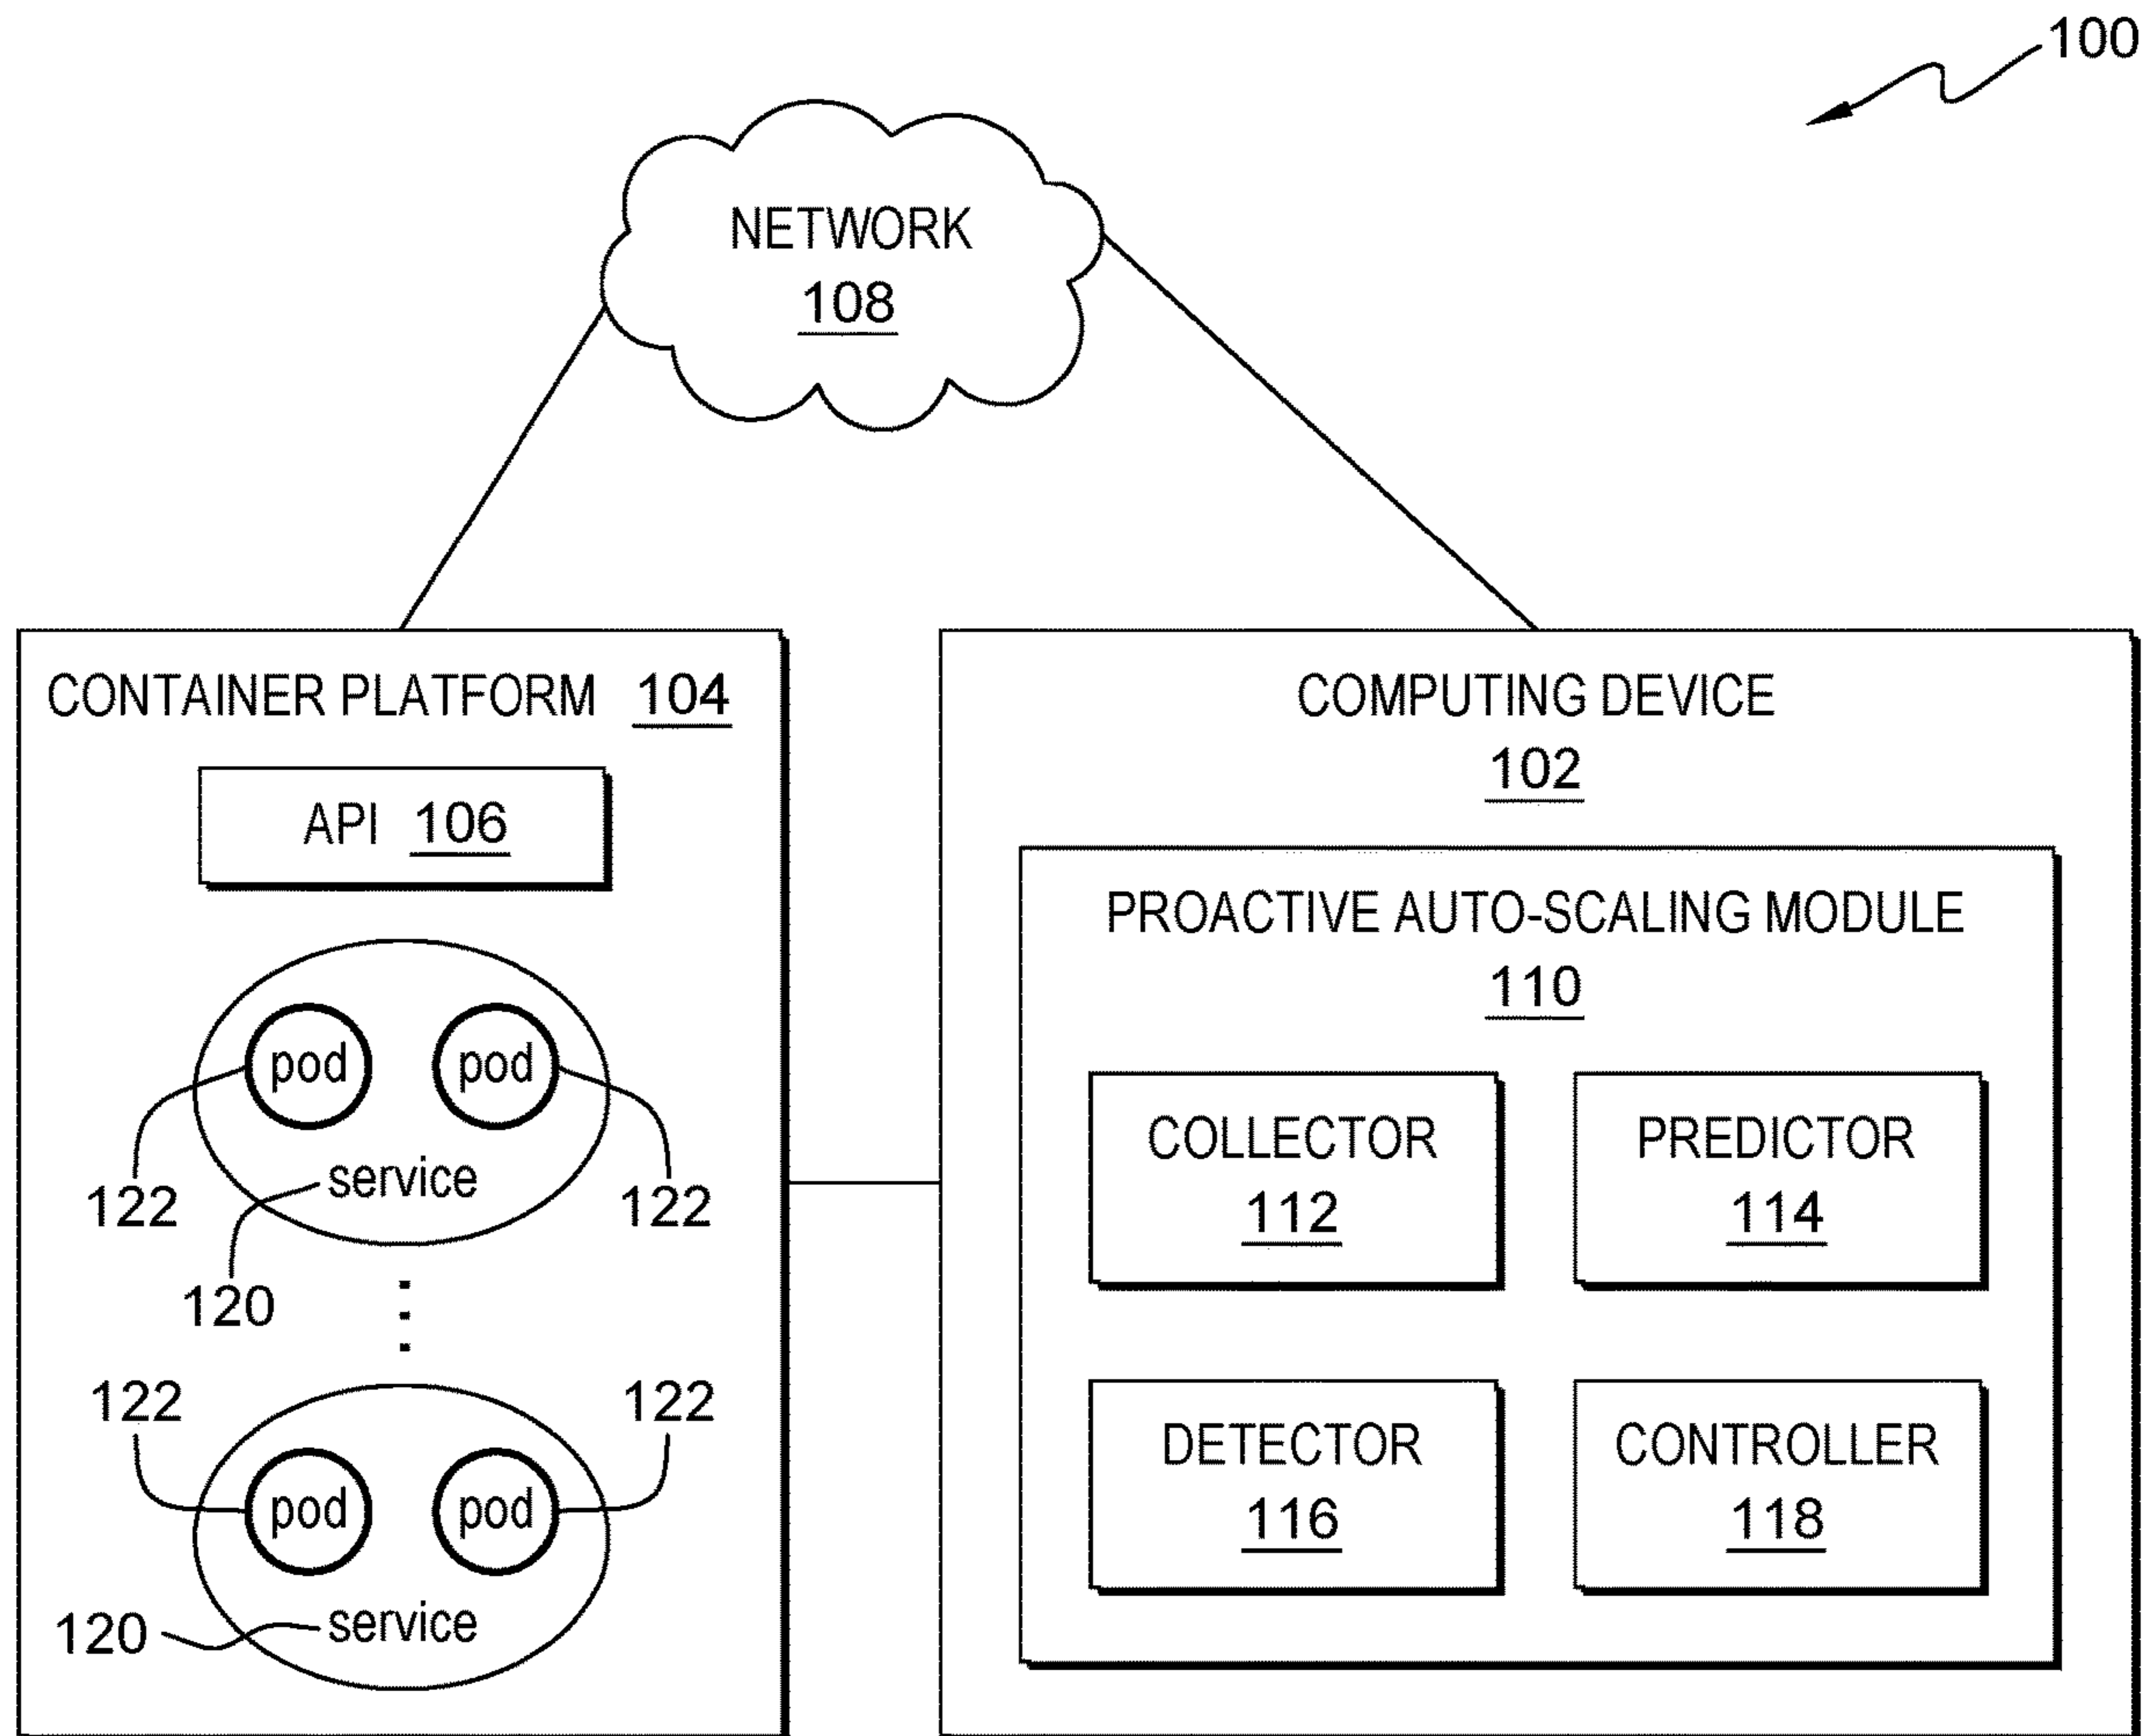 100
NETWORK
108
CONTAINER PLATFORM 104
API 106
pod pod
122 service 122
120
122 122
pod pod
120 service
COMPUTING DEVICE
102
PROACTIVE AUTO-SCALING MODULE
110
COLLECTOR
112
PREDICTOR
114
DETECTOR
116
CONTROLLER
118